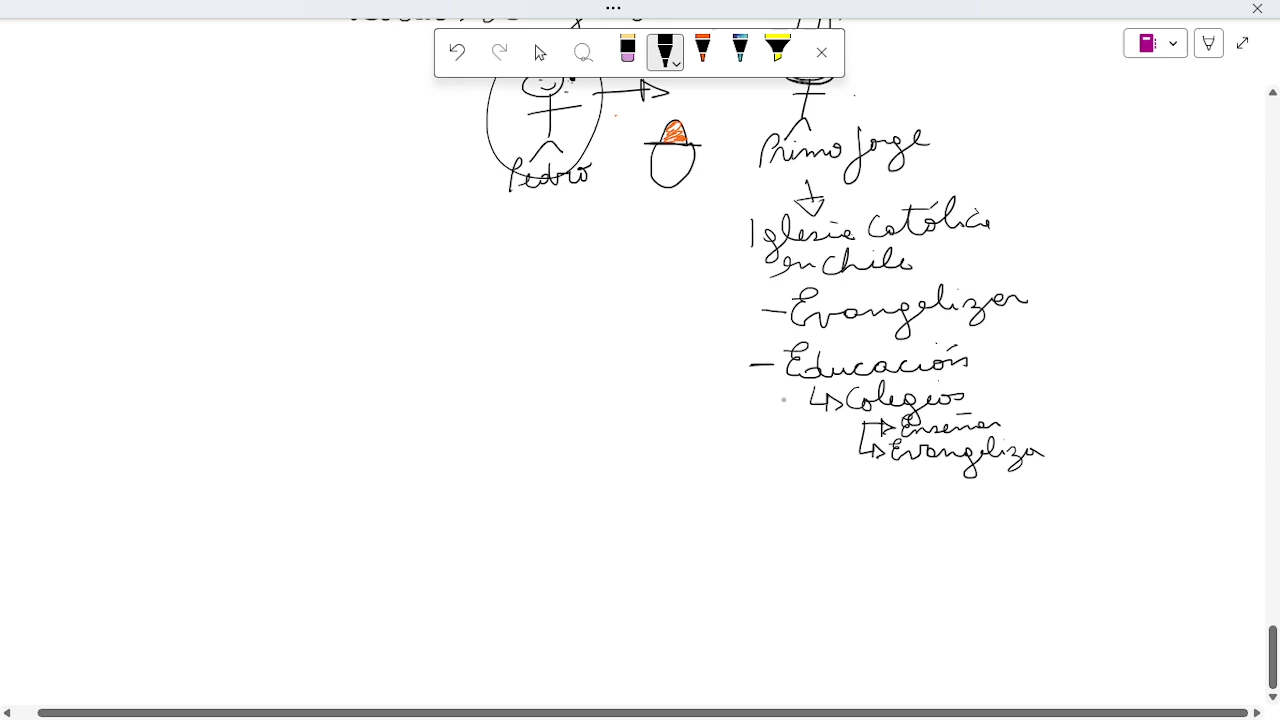 Pedro
Primo Jorge
Iglesia Católica
en Chile
- Evangelizar
- Educación
Colegios
Enseñar
Evangelizar